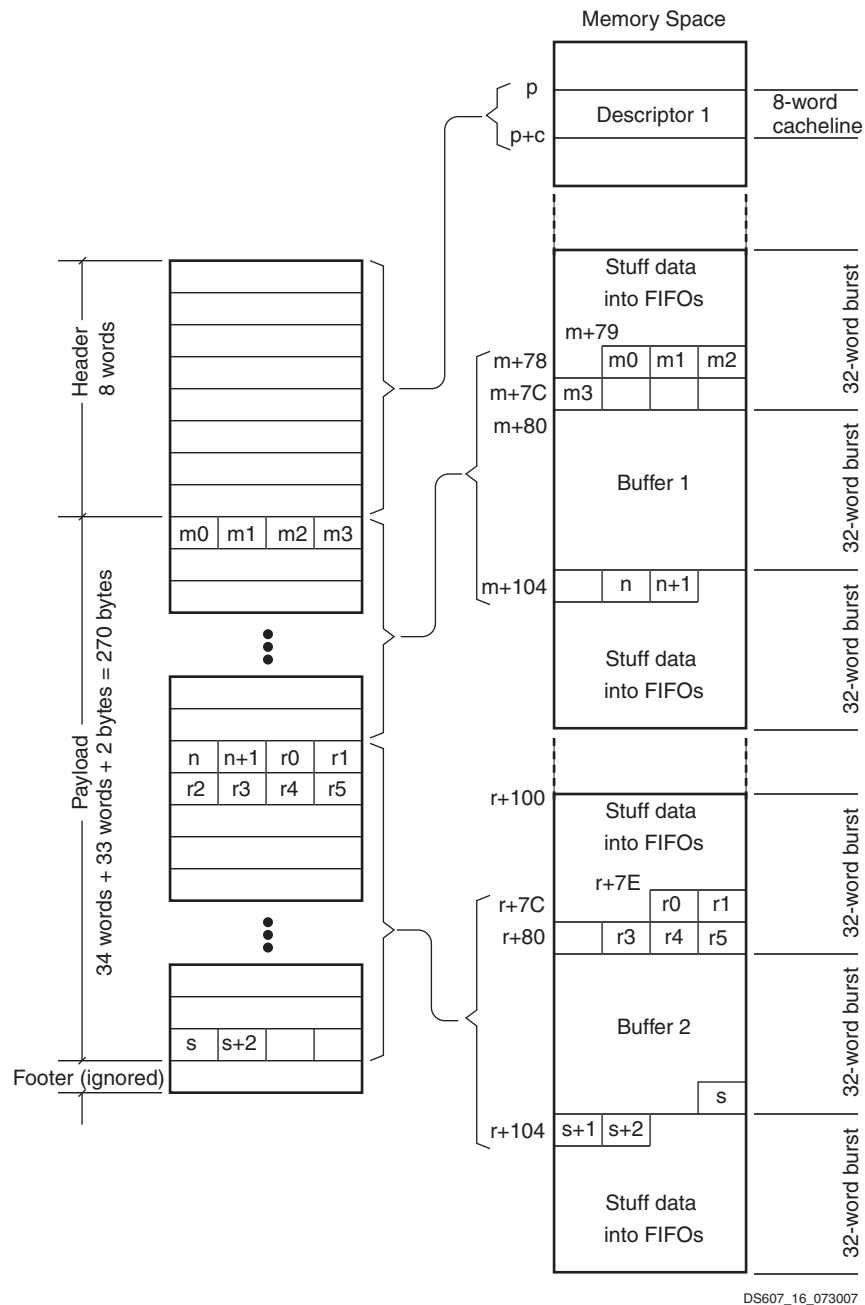 Memory Space
p
Descriptor 1
8-word
cacheline
p+c
Stuff data
into FIFOs
m+79
m+78
m0 m1 m2
m+7C
m3
m+80
32-word burst
Buffer 1
32-word burst
m+104
n n+1
Stuff data
into FIFOs
32-word burst
Header
8 words
m0 m1 m2 m3
Payload
34 words + 33 words + 2 bytes = 270 bytes
n n+1 r0 r1
r2 r3 r4 r5
s s+2
Footer (ignored)
r+100
Stuff data
into FIFOs
r+7E
r+7C
r0 r1
r+80
r3 r4 r5
32-word burst
Buffer 2
s
32-word burst
r+104
s+1 s+2
Stuff data
into FIFOs
32-word burst
DS607_16_073007